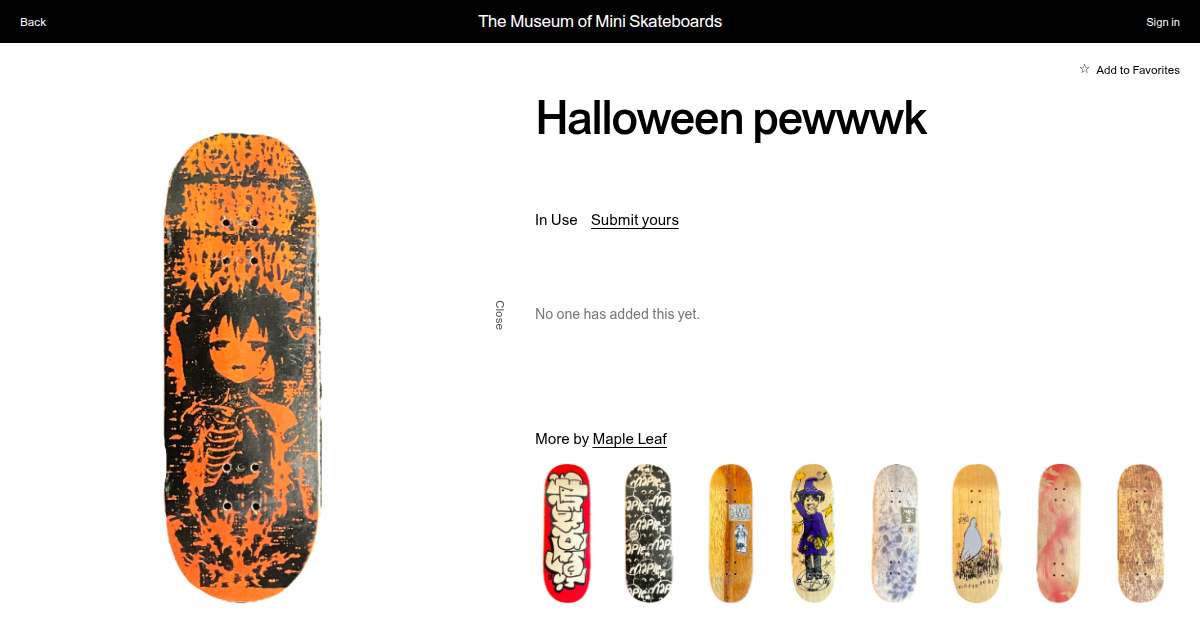 Back
The Museum of Mini Skateboards
Sign in
☆ Add to Favorites
Halloween pewwwk
In Use Submit yours
Close
No one has added this yet.
More by Maple Leaf